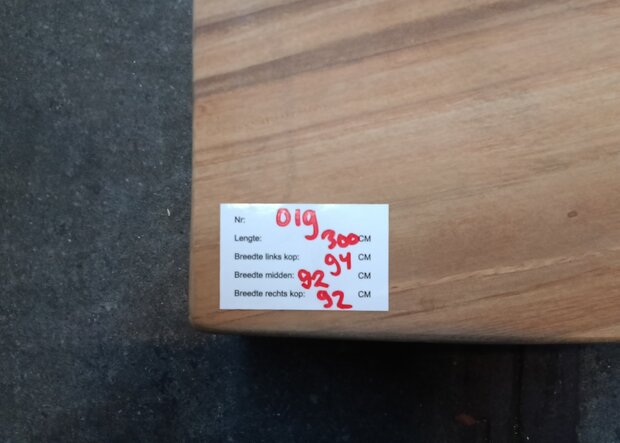 Nr: 019
Lengte: 300 CM
Breedte links kop: 94 CM
Breedte midden: 92 CM
Breedte rechts kop: 92 CM